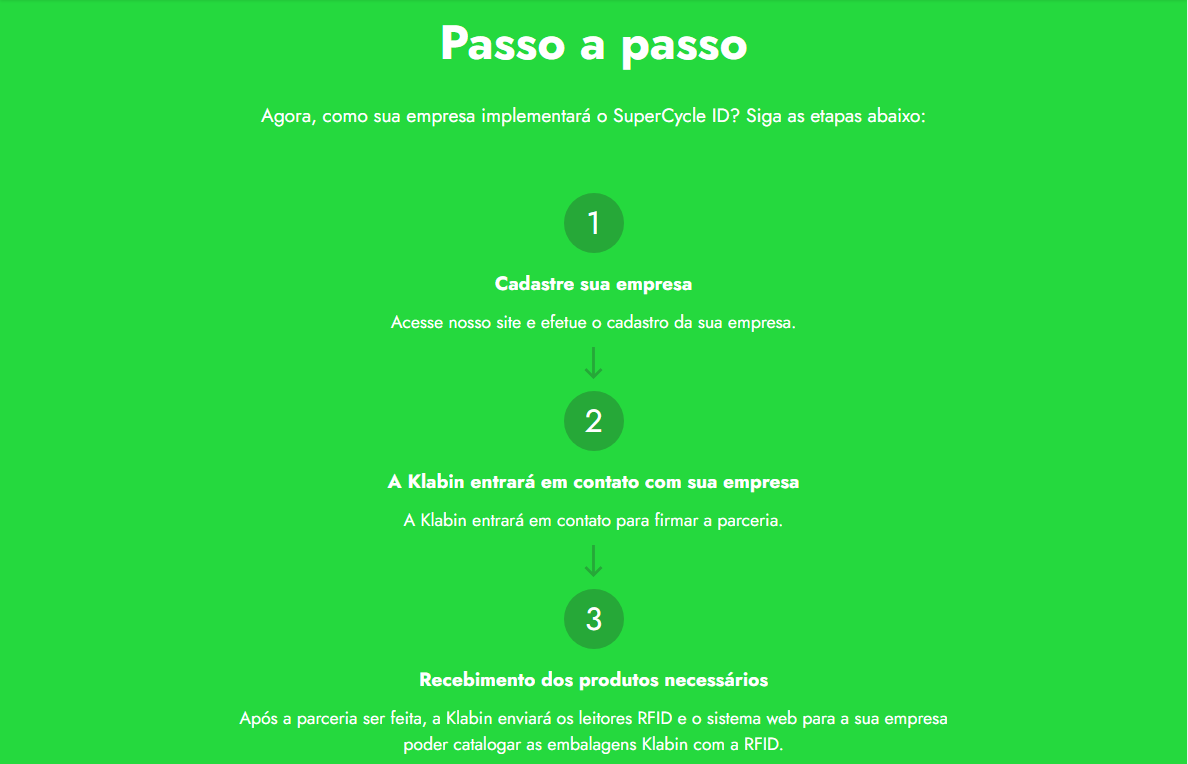 Passo a passo
Agora, como sua empresa implementará o SuperCycle ID? Siga as etapas abaixo:
1
Cadastre sua empresa
Acesse nosso site e efetue o cadastro da sua empresa.
2
A Klabin entrará em contato com sua empresa
A Klabin entrará em contato para firmar a parceria.
3
Recebimento dos produtos necessários
Após a parceria ser feita, a Klabin enviará os leitores RFID e o sistema web para a sua empresa
poder catalogar as embalagens Klabin com a RFID.